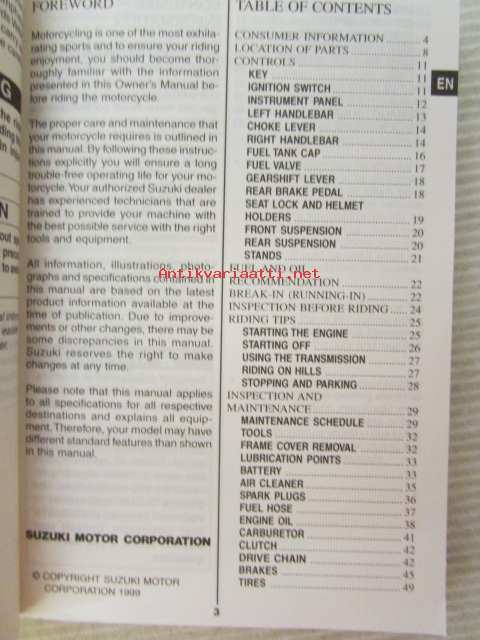 FOREWORD
Motorcycling is one of the most exhila-
rating sports and to ensure your riding
enjoyment, you should become thor-
oughly familiar with the information
presented in this Owner's Manual be-
fore riding the motorcycle.
The proper care and maintenance that
your motorcycle requires is outlined in
this manual. By following these instruc-
tions explicitly you will ensure a long
trouble-free operating life for your mo-
torcycle. Your authorized Suzuki dealer
has experienced technicians that are
trained to provide your machine with
the best possible service with the right
tools and equipment.
All information, illustrations, photo-
graphs and specifications contained in
this manual are based on the latest
product information available at the
time of publication. Due to improve-
ments or other changes, there may be
some discrepancies in this manual.
Suzuki reserves the right to make
changes at any time.
Please note that this manual applies
to all specifications for all respective
destinations and explains all equip-
ment. Therefore, your model may have
different standard features than shown
in this manual.
SUZUKI MOTOR CORPORATION
© COPYRIGHT SUZUKI MOTOR
CORPORATION 1999
TABLE OF CONTENTS
CONSUMER INFORMATION ........ 4
LOCATION OF PARTS ........ 8
CONTROLS ........ 11
KEY ........ 11
IGNITION SWITCH ........ 11
INSTRUMENT PANEL ........ 12
LEFT HANDLEBAR ........ 13
CHOKE LEVER ........ 14
RIGHT HANDLEBAR ........ 14
FUEL TANK CAP ........ 16
FUEL VALVE ........ 17
GEARSHIFT LEVER ........ 18
REAR BRAKE PEDAL ........ 18
SEAT LOCK AND HELMET
HOLDERS ........ 19
FRONT SUSPENSION ........ 20
REAR SUSPENSION ........ 20
STANDS ........ 21
FUEL AND OIL
RECOMMENDATION ........ 22
BREAK-IN (RUNNING-IN) ........ 22
INSPECTION BEFORE RIDING ..... 24
RIDING TIPS ........ 25
STARTING THE ENGINE ........ 25
STARTING OFF ........ 26
USING THE TRANSMISSION ........ 27
RIDING ON HILLS ........ 27
STOPPING AND PARKING ........ 28
INSPECTION AND
MAINTENANCE ........ 29
MAINTENANCE SCHEDULE ........ 29
TOOLS ........ 32
FRAME COVER REMOVAL ........ 32
LUBRICATION POINTS ........ 33
BATTERY ........ 33
AIR CLEANER ........ 35
SPARK PLUGS ........ 36
FUEL HOSE ........ 37
ENGINE OIL ........ 38
CARBURETOR ........ 41
CLUTCH ........ 42
DRIVE CHAIN ........ 42
BRAKES ........ 45
TIRES ........ 49
EN
3
Antikvariaatti.net